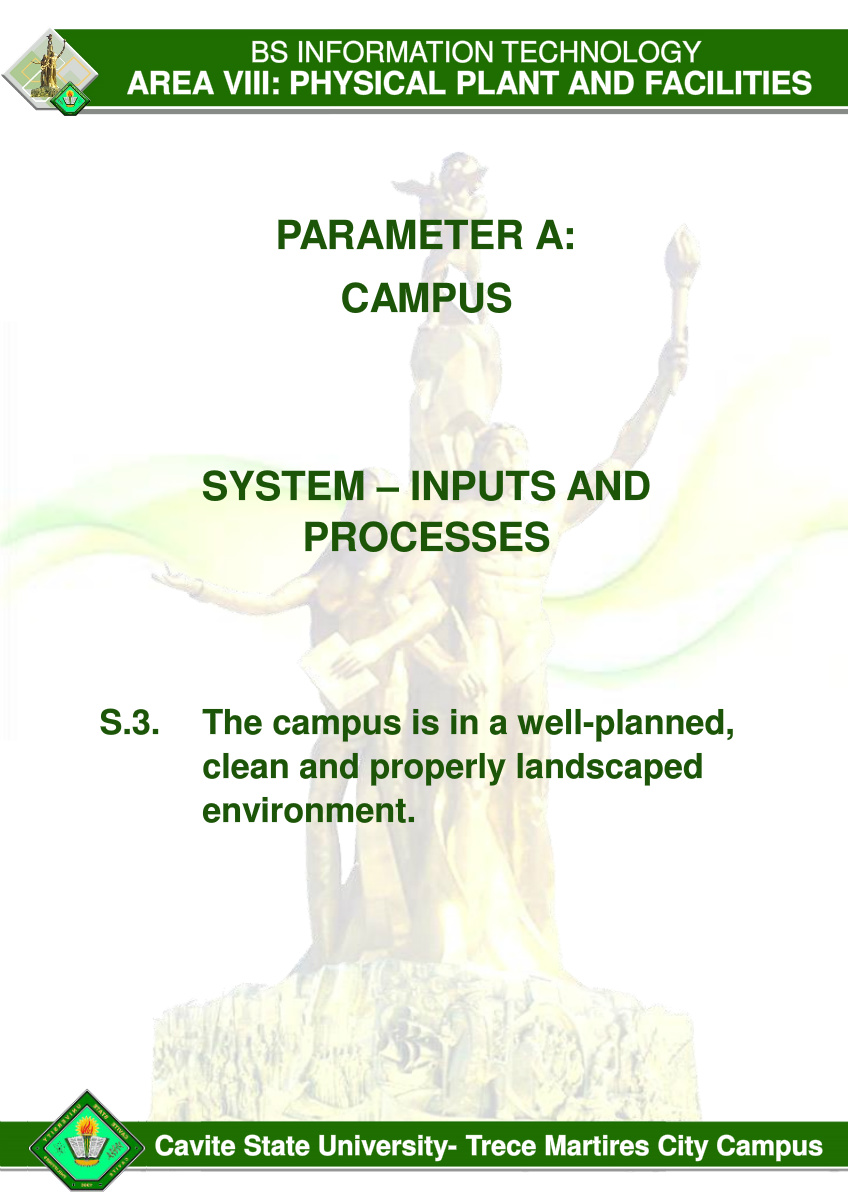 BS INFORMATION TECHNOLOGY
AREA VIII: PHYSICAL PLANT AND FACILITIES
PARAMETER A:
CAMPUS
SYSTEM – INPUTS AND
PROCESSES
S.3. The campus is in a well-planned,
clean and properly landscaped
environment.
Cavite State University- Trece Martires City Campus